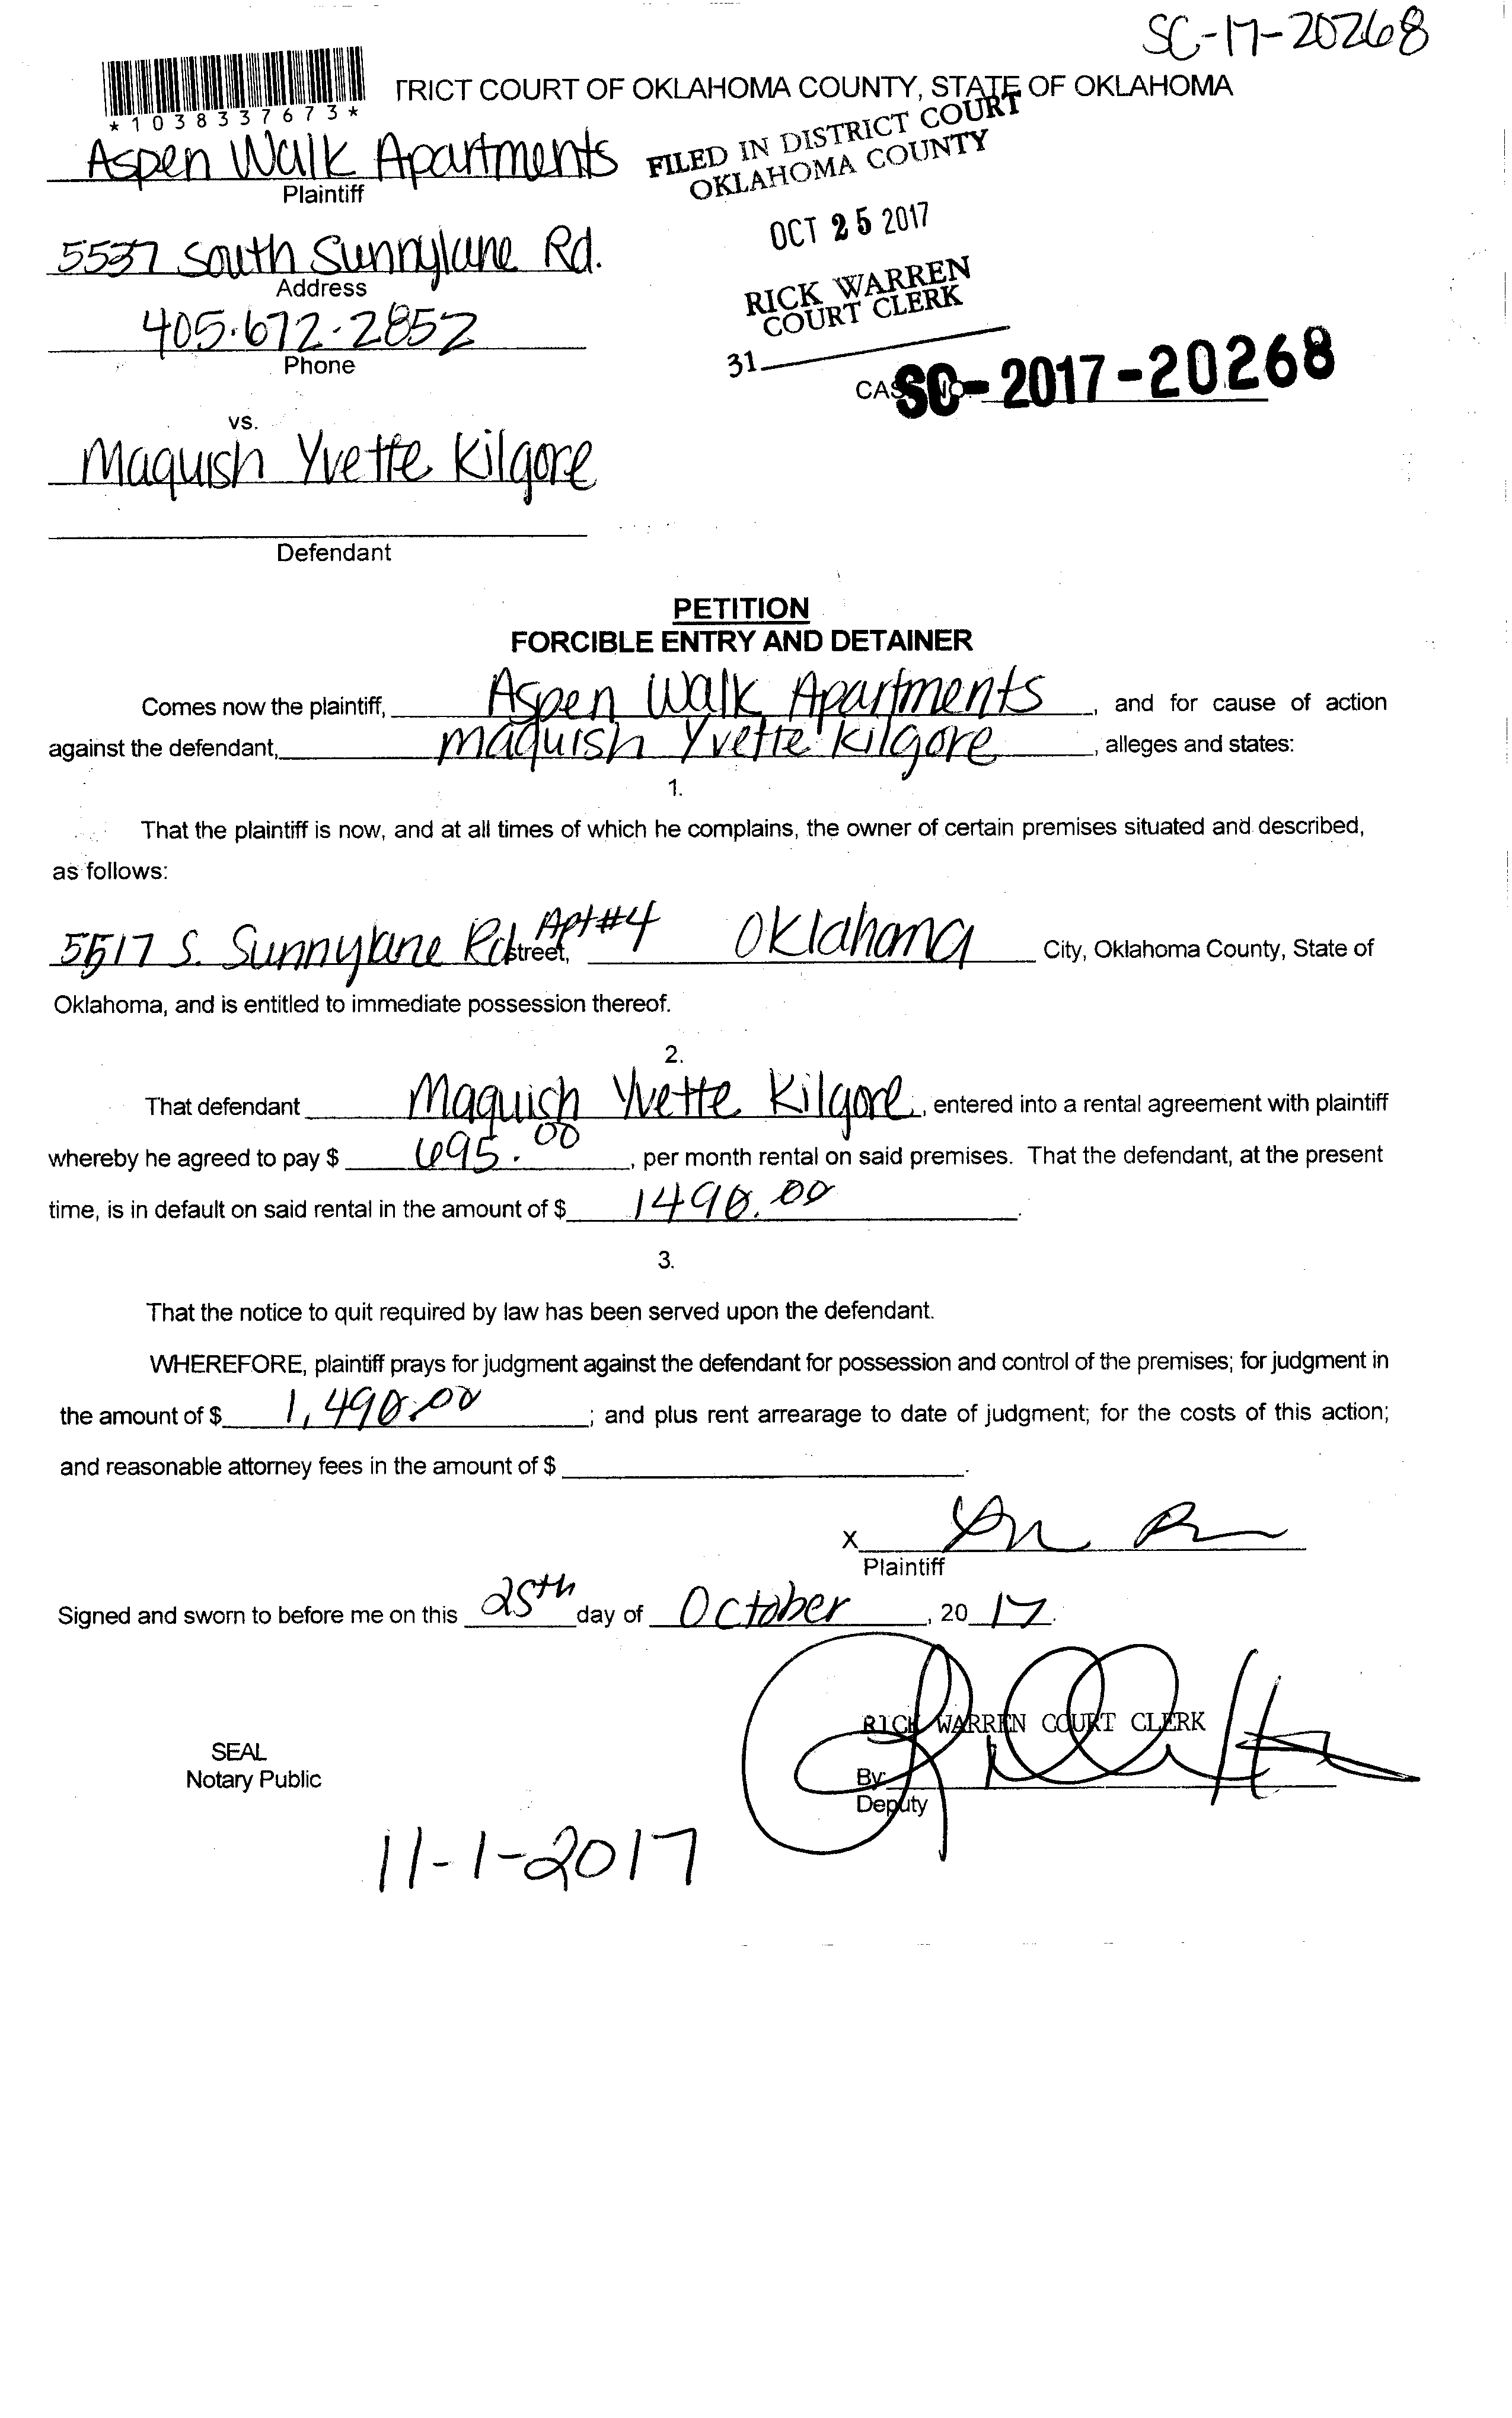 SC-17-20268
TRICT COURT OF OKLAHOMA COUNTY, STATE OF OKLAHOMA
*1038337673*
Aspen Walk Apartments
Plaintiff
FILED IN DISTRICT COURT
OKLAHOMA COUNTY
5537 South Sunnylane Rd.
Address
OCT 25 2017
405.672.2852
Phone
RICK WARREN
COURT CLERK
31
SC-2017-20268
vs.
Maquish Yvette Kilgore
Defendant
PETITION
FORCIBLE ENTRY AND DETAINER
Comes now the plaintiff, Aspen Walk Apartments, and for cause of action
against the defendant, Maquish Yvette Kilgore, alleges and states:
1.
That the plaintiff is now, and at all times of which he complains, the owner of certain premises situated and described,
as follows:
5517 S. Sunnylane Rd street, Apt#4 Oklahoma City, Oklahoma County, State of
Oklahoma, and is entitled to immediate possession thereof.
2.
That defendant Maquish Yvette Kilgore, entered into a rental agreement with plaintiff
whereby he agreed to pay $ 695.00, per month rental on said premises. That the defendant, at the present
time, is in default on said rental in the amount of $ 1490.00.
3.
That the notice to quit required by law has been served upon the defendant.
WHEREFORE, plaintiff prays for judgment against the defendant for possession and control of the premises; for judgment in
the amount of $ 1,490.00; and plus rent arrearage to date of judgment; for the costs of this action;
and reasonable attorney fees in the amount of $ .
X
Plaintiff
Signed and sworn to before me on this 25th day of October, 2017.
RICK WARREN COURT CLERK
SEAL
Notary Public
By:
Deputy
11-1-2017